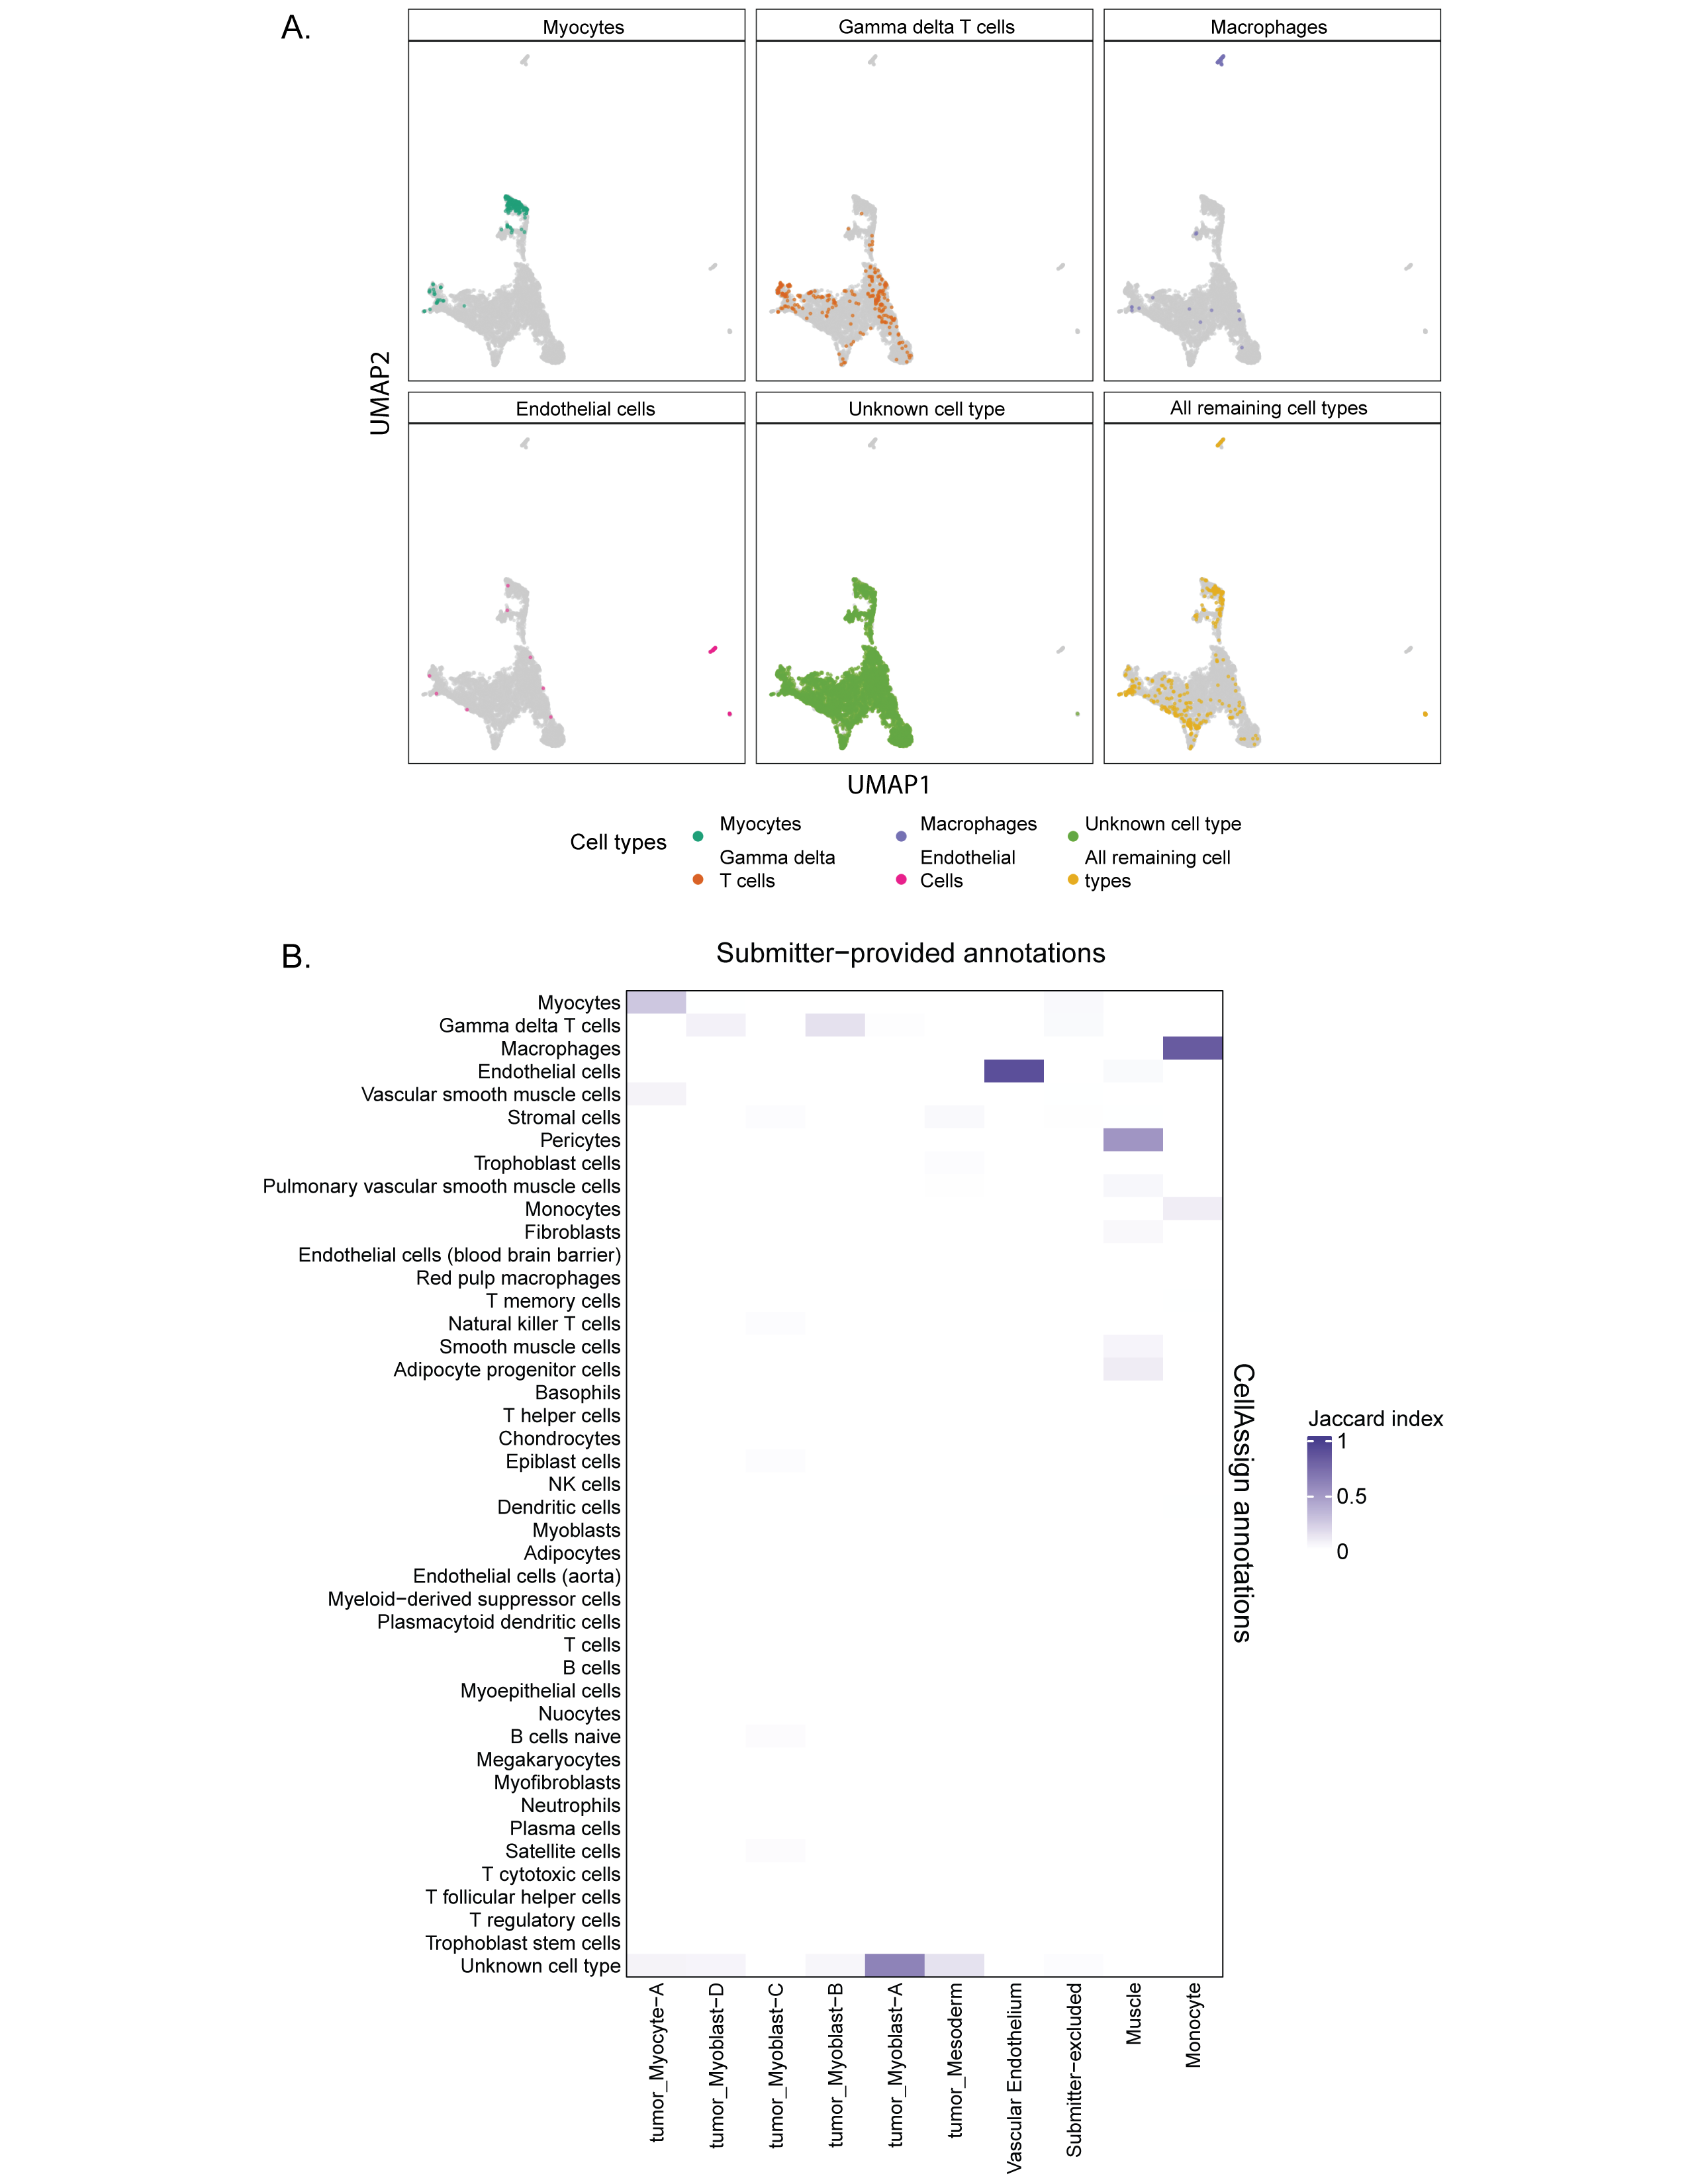 A.
Myocytes
Gamma delta T cells
Macrophages
Endothelial cells
Unknown cell type
All remaining cell types
UMAP2
UMAP1
Cell types
Myocytes
Gamma delta
T cells
Macrophages
Endothelial
Cells
Unknown cell type
All remaining cell
types
B.
Submitter−provided annotations
Myocytes
Gamma delta T cells
Macrophages
Endothelial cells
Vascular smooth muscle cells
Stromal cells
Pericytes
Trophoblast cells
Pulmonary vascular smooth muscle cells
Monocytes
Fibroblasts
Endothelial cells (blood brain barrier)
Red pulp macrophages
T memory cells
Natural killer T cells
Smooth muscle cells
Adipocyte progenitor cells
Basophils
T helper cells
Chondrocytes
Epiblast cells
NK cells
Dendritic cells
Myoblasts
Adipocytes
Endothelial cells (aorta)
Myeloid−derived suppressor cells
Plasmacytoid dendritic cells
T cells
B cells
Myoepithelial cells
Nuocytes
B cells naive
Megakaryocytes
Myofibroblasts
Neutrophils
Plasma cells
Satellite cells
T cytotoxic cells
T follicular helper cells
T regulatory cells
Trophoblast stem cells
Unknown cell type
CellAssign annotations
Jaccard index
1
0.5
0
tumor_Myocyte−A
tumor_Myoblast−D
tumor_Myoblast−C
tumor_Myoblast−B
tumor_Myoblast−A
tumor_Mesoderm
Vascular Endothelium
Submitter−excluded
Muscle
Monocyte